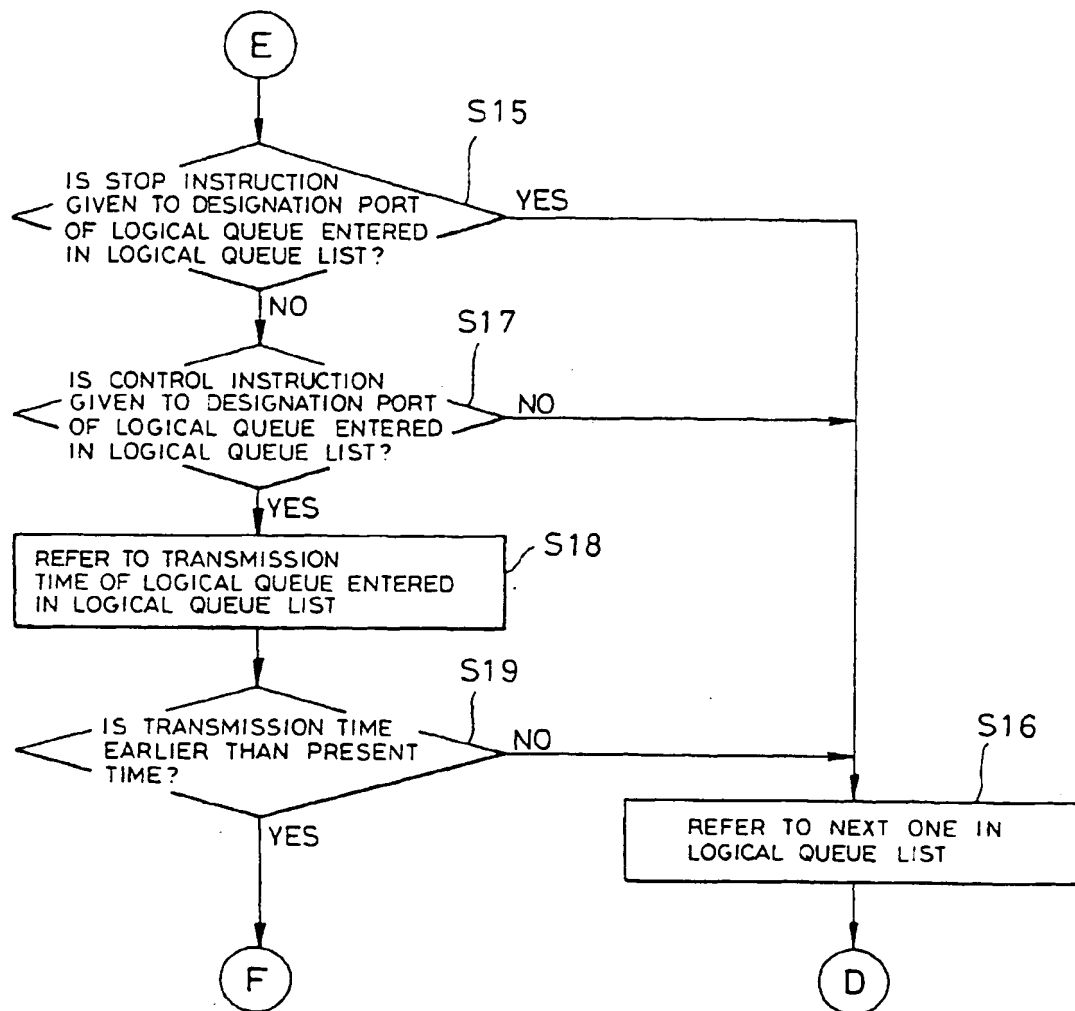 E
S15
IS STOP INSTRUCTION
GIVEN TO DESIGNATION PORT
OF LOGICAL QUEUE ENTERED
IN LOGICAL QUEUE LIST?
YES
NO
S17
IS CONTROL INSTRUCTION
GIVEN TO DESIGNATION PORT
OF LOGICAL QUEUE ENTERED
IN LOGICAL QUEUE LIST?
NO
YES
S18
REFER TO TRANSMISSION
TIME OF LOGICAL QUEUE ENTERED
IN LOGICAL QUEUE LIST
S19
IS TRANSMISSION TIME
EARLIER THAN PRESENT
TIME?
NO
YES
S16
REFER TO NEXT ONE IN
LOGICAL QUEUE LIST
F
D